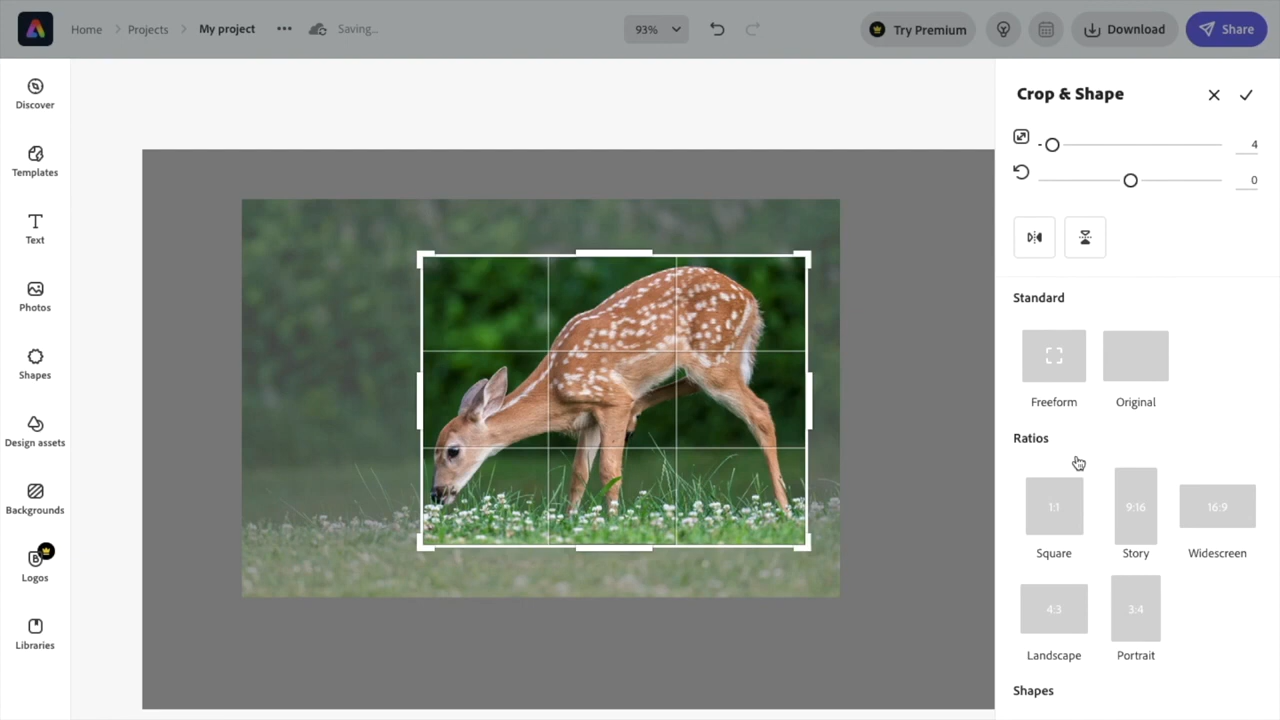 Home
Projects
My project
Saving...
93%
Try Premium
Download
Share
Discover
Templates
Text
Photos
Shapes
Design assets
Backgrounds
B
Logos
Libraries
Crop & Shape
4
0
Standard
Freeform
Original
Ratios
1:1
9:16
16:9
Square
Story
Widescreen
4:3
3:4
Landscape
Portrait
Shapes